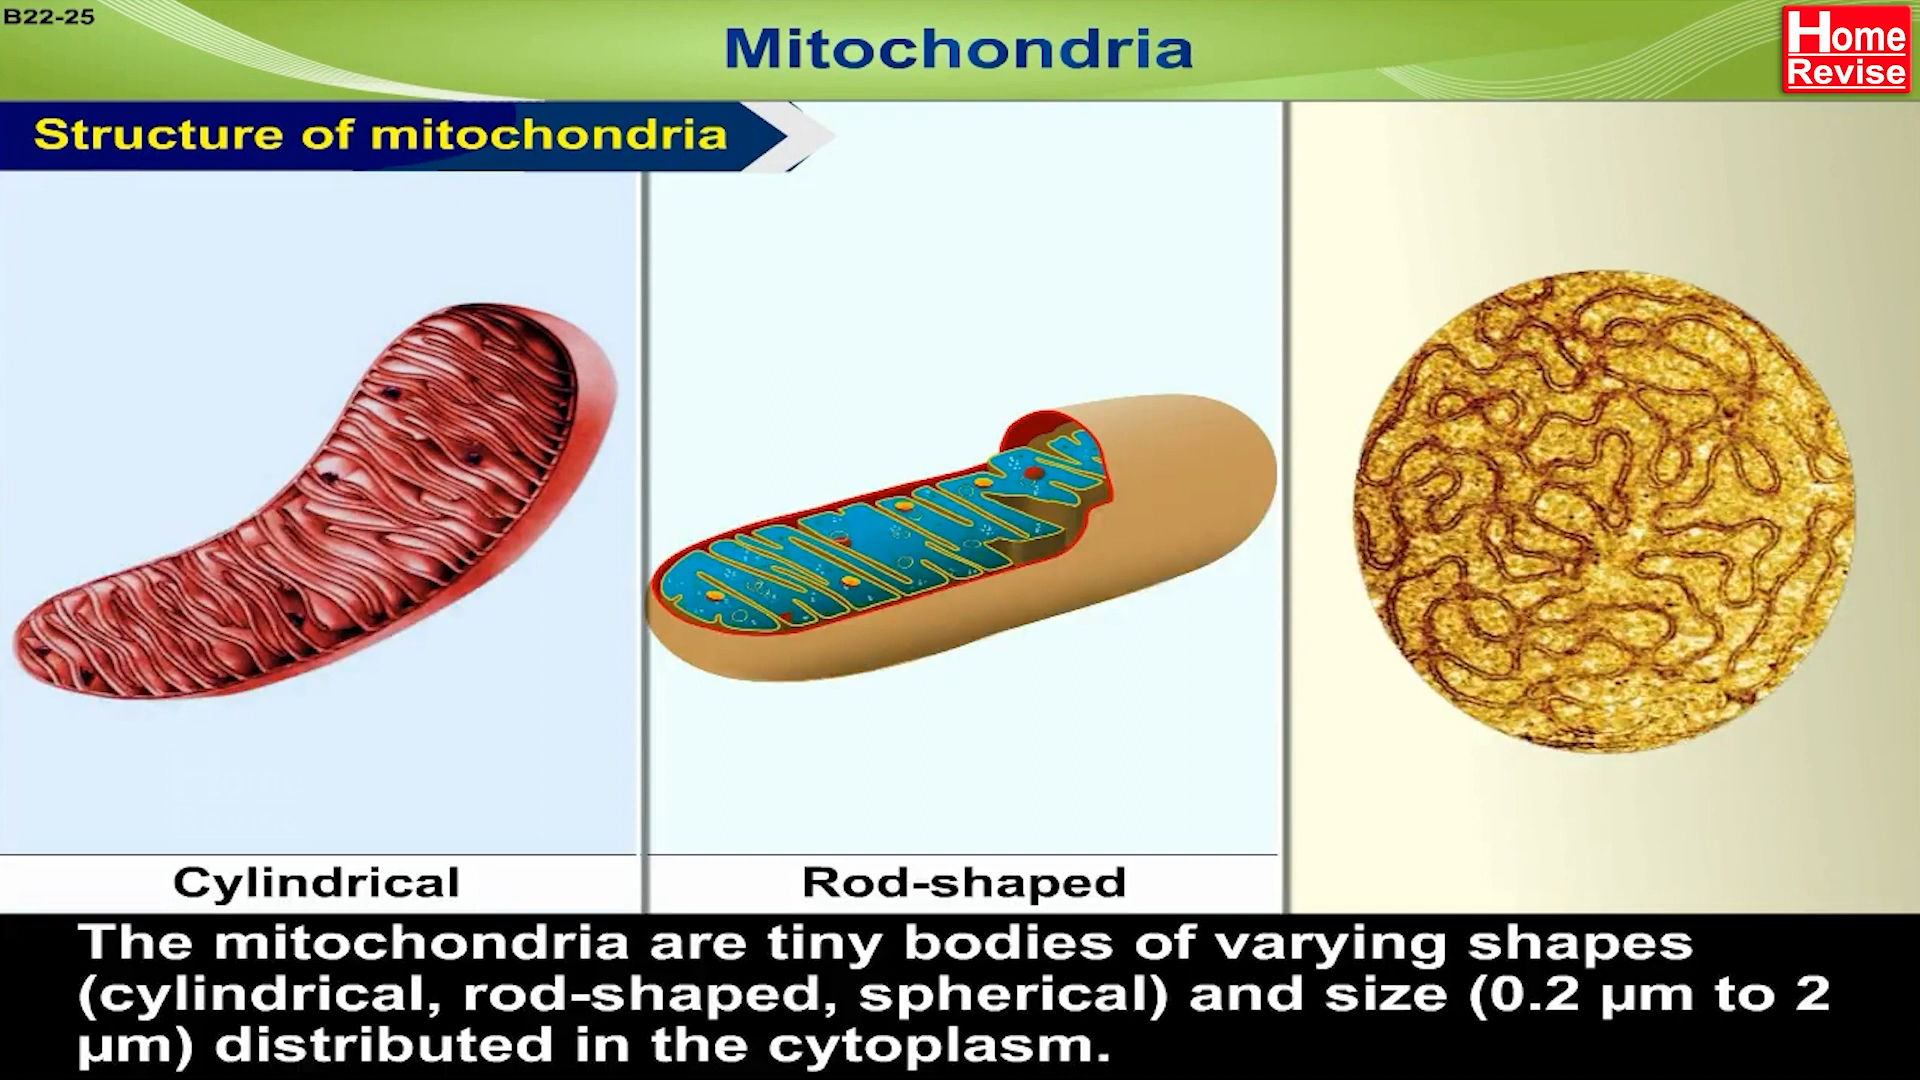 B22-25
Mitochondria
Home
Revise
Structure of mitochondria
Cylindrical
Rod-shaped
The mitochondria are tiny bodies of varying shapes
(cylindrical, rod-shaped, spherical) and size (0.2 µm to 2
µm) distributed in the cytoplasm.